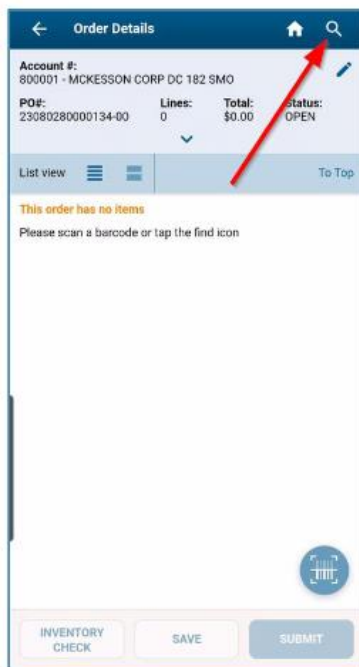 Order Details
Account #:
800001 - MCKESSON CORP DC 182 SMO
PO#: Lines: Total: Status:
23080280000134-00 0 $0.00 OPEN
List view To Top
This order has no items
Please scan a barcode or tap the find icon
INVENTORY CHECK SAVE SUBMIT